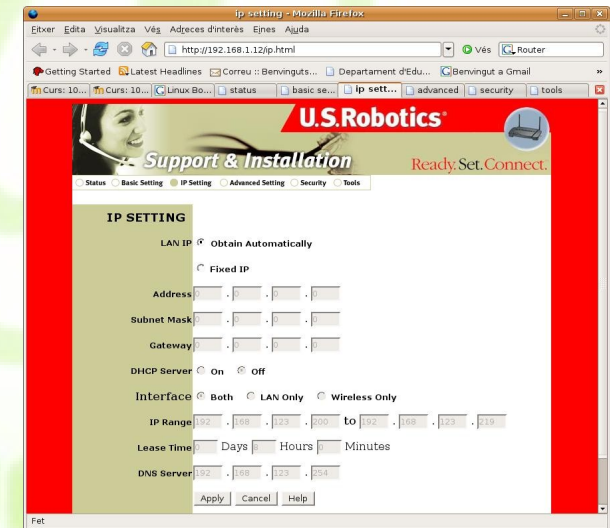 ip setting - Mozilla Firefox
Fitxer Edita Visualitza Vés Adreces d'interès Eines Ajuda
http://192.168.1.12/ip.html Vés Router
Getting Started Latest Headlines Correu :: Benvinguts... Departament d'Edu... Benvingut a Gmail »
Curs: 10... Curs: 10... Linux Bo... status basic se... ip sett... advanced security tools
U.S.Robotics
Support & Installation
Ready. Set. Connect.
Status Basic Setting IP Setting Advanced Setting Security Tools
IP SETTING
LAN IP Obtain Automatically
Fixed IP
Address 0 . 0 . 0 . 0
Subnet Mask 0 . 0 . 0 . 0
Gateway 0 . 0 . 0 . 0
DHCP Server On Off
Interface Both LAN Only Wireless Only
IP Range 192 . 168 . 123 . 200 to 192 . 168 . 123 . 219
Lease Time 0 Days 8 Hours 0 Minutes
DNS Server 192 . 168 . 123 . 254
Apply Cancel Help
Fet